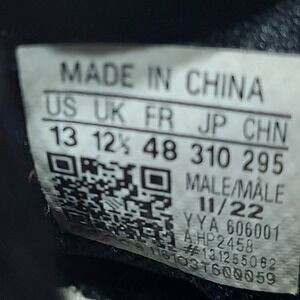 MADE IN CHINA
US UK FR JP CHN
13 12½ 48 310 295
MALE/MÂLE
11/22
YYA 606001
A:HP2458
#131255062